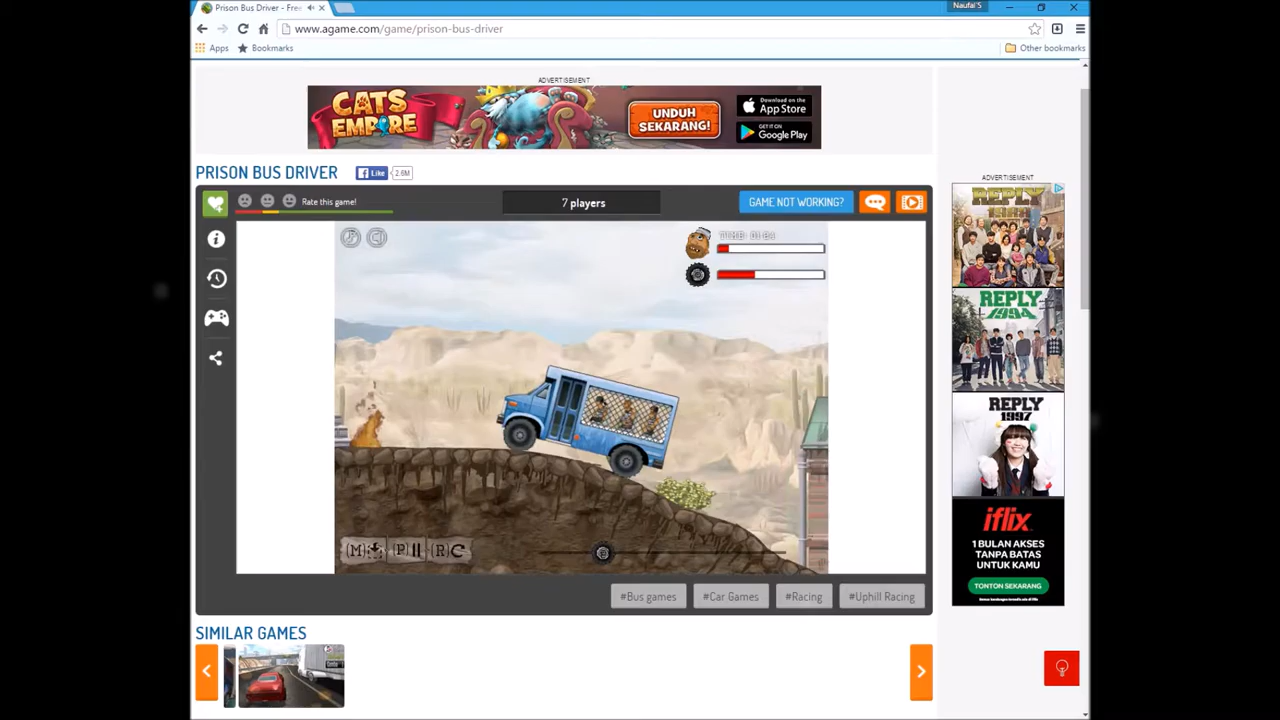 Prison Bus Driver - Free
Naufal'S
www.agame.com/game/prison-bus-driver
Apps
Bookmarks
Other bookmarks
ADVERTISEMENT
CATS
EMPIRE
UNDUH
SEKARANG!
Download on the
App Store
GET IT ON
Google Play
PRISON BUS DRIVER
Like
2.6M
ADVERTISEMENT
Rate this game!
7 players
GAME NOT WORKING?
REPLY
REPLY
1994
REPLY
1997
iflix
1 BULAN AKSES
TANPA BATAS
UNTUK KAMU
TONTON SEKARANG
[M]
[P]
[R]
#Bus games
#Car Games
#Racing
#Uphill Racing
SIMILAR GAMES